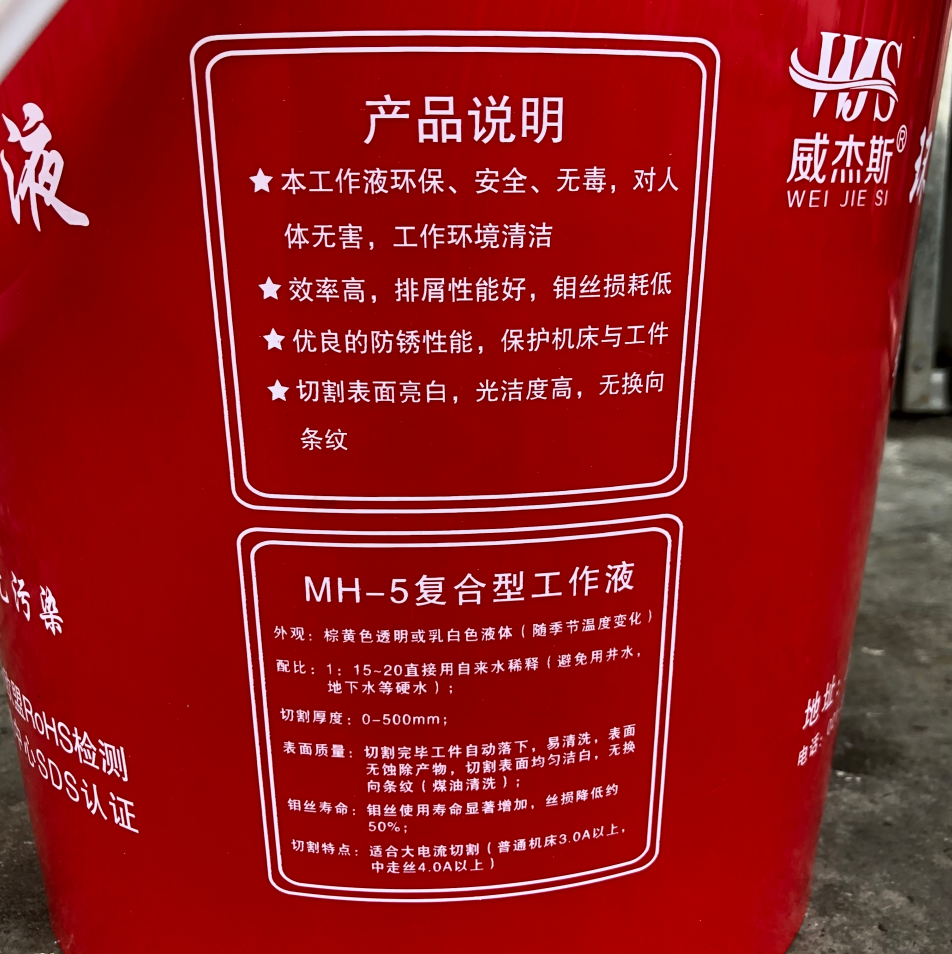 液
产品说明
★本工作液环保、安全、无毒，对人
体无害，工作环境清洁
★效率高，排屑性能好，钼丝损耗低
★优良的防锈性能，保护机床与工件
★切割表面亮白，光洁度高，无换向
条纹
WJS
威杰斯®
WEI JIE SI
MH-5复合型工作液
外观：棕黄色透明或乳白色液体（随季节温度变化）
配比：1：15~20直接用自来水稀释（避免用井水，
地下水等硬水）；
切割厚度：0-500mm；
表面质量：切割完毕工件自动落下，易清洗，表面
无蚀除产物，切割表面均匀洁白，无换
向条纹（煤油清洗）；
钼丝寿命：钼丝使用寿命显著增加，丝损降低约
50%；
切割特点：适合大电流切割（普通机床3.0A以上，
中走丝4.0A以上）
污染
盟RoHS检测
SDS认证
地址：
电话：